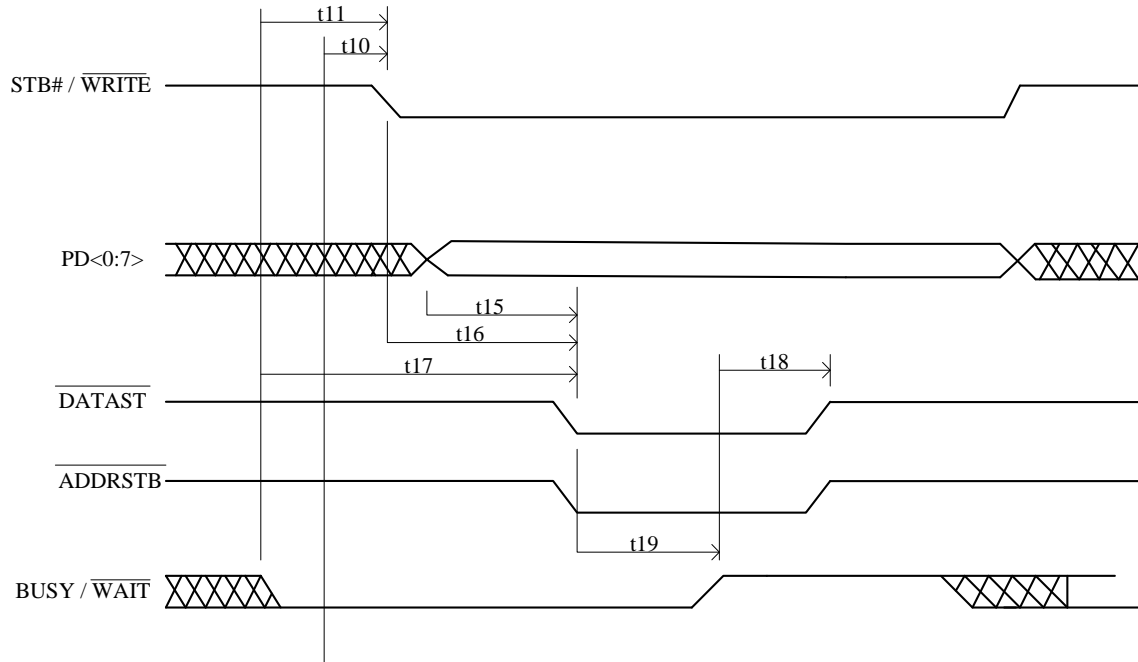 t11
t10
STB# / WRITE
PD<0:7>
t15
t16
t17
t18
DATAST
ADDRSTB
t19
BUSY / WAIT